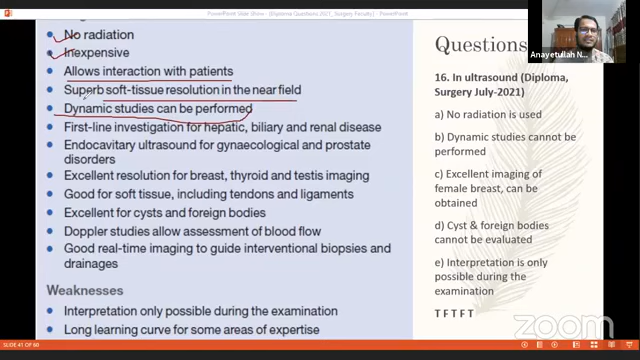 PowerPoint Slide Show - [Diploma Questions_2021_Surgery Faculty] - PowerPoint
No radiation
Inexpensive
Allows interaction with patients
Superb soft-tissue resolution in the near field
Dynamic studies can be performed
First-line investigation for hepatic, biliary and renal disease
Endocavitary ultrasound for gynaecological and prostate
disorders
Excellent resolution for breast, thyroid and testis imaging
Good for soft tissue, including tendons and ligaments
Excellent for cysts and foreign bodies
Doppler studies allow assessment of blood flow
Good real-time imaging to guide interventional biopsies and
drainages
Weaknesses
Interpretation only possible during the examination
Long learning curve for some areas of expertise
Questions
Anayetullah N...
16. In ultrasound (Diploma,
Surgery July-2021)
a) No radiation is used
b) Dynamic studies cannot be
performed
c) Excellent imaging of
female breast, can be
obtained
d) Cyst & foreign bodies
cannot be evaluated
e) Interpretation is only
possible during the
examination
T F T F T
zoom
SLIDE 41 OF 60